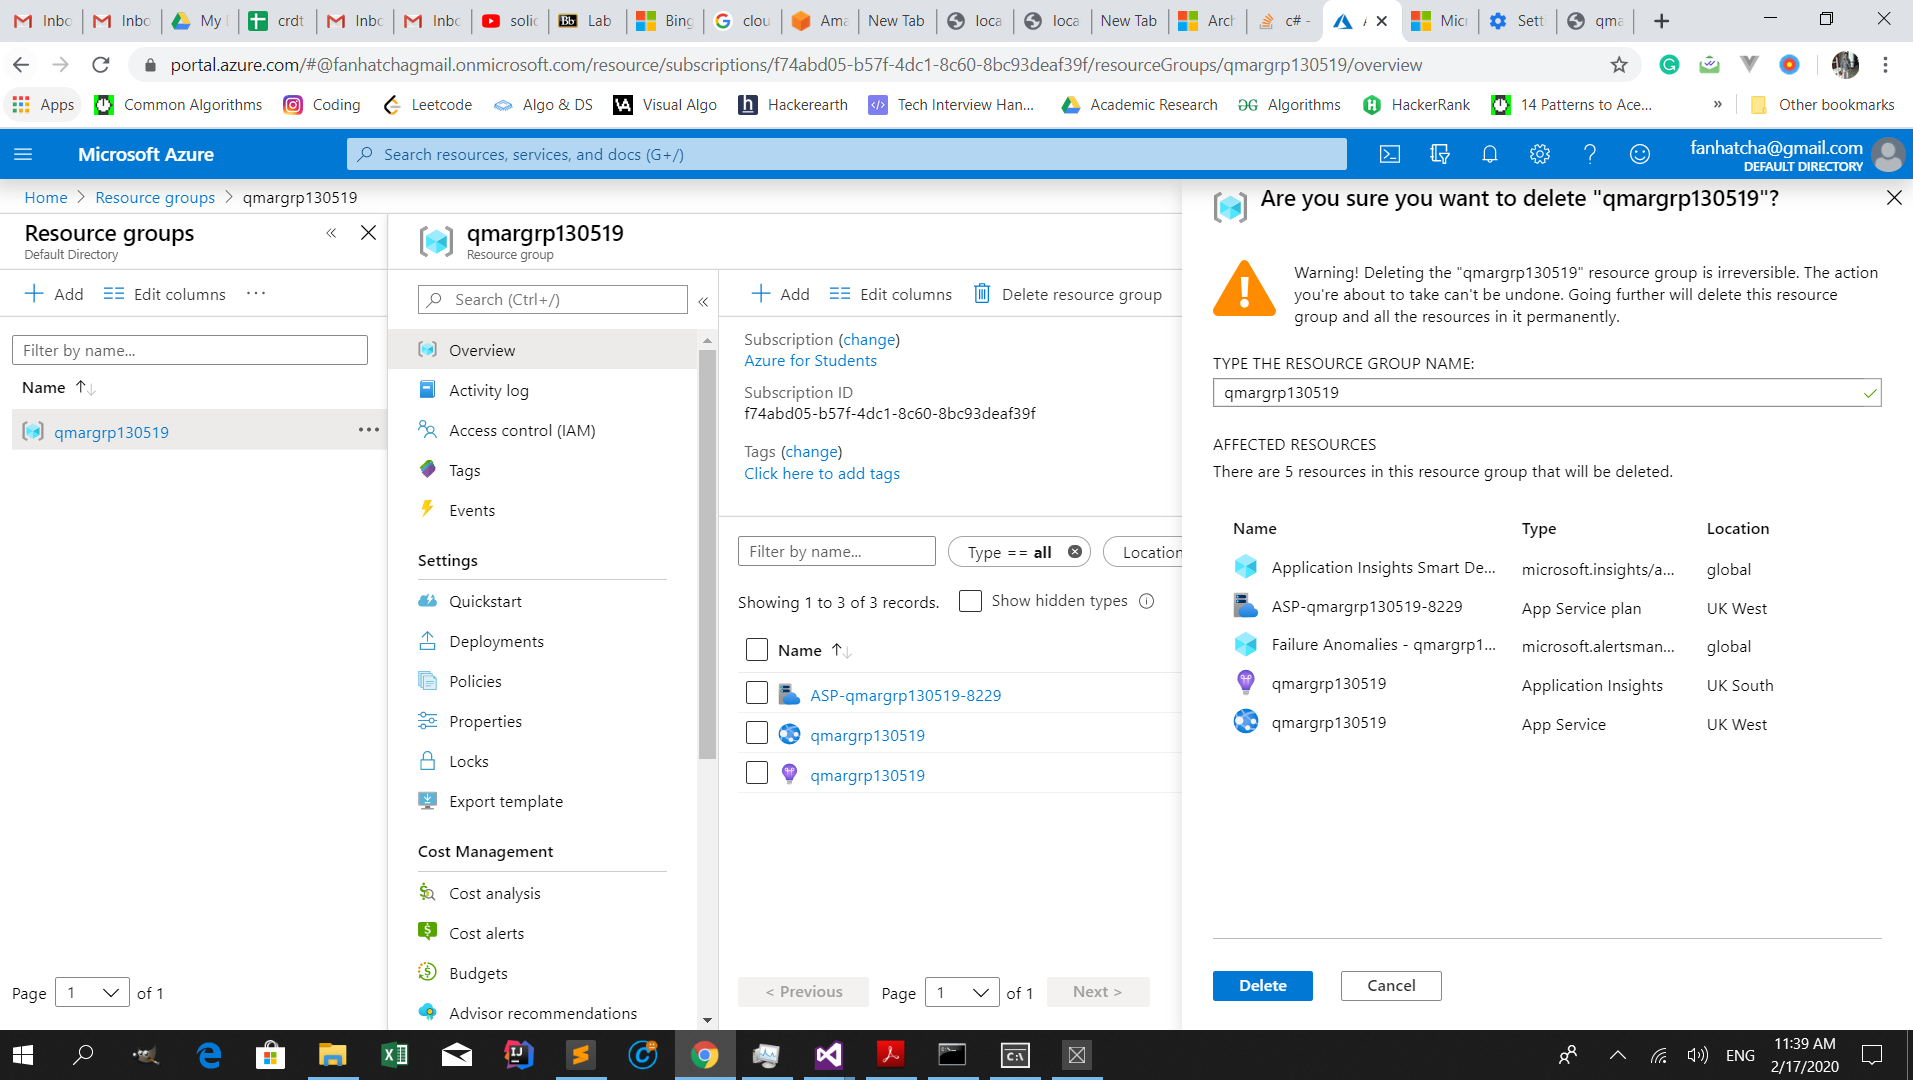 Inbo
Inbo
My
crdt
Inbo
Inbo
solid
Bb Lab
Bing
clou
Ama
New Tab
loca
loca
New Tab
Arch
c# -
Micr
Setti
qma
portal.azure.com/#@fanhatchagmail.onmicrosoft.com/resource/subscriptions/f74abd05-b57f-4dc1-8c60-8bc93deaf39f/resourceGroups/qmargrp130519/overview
Apps
Common Algorithms
Coding
Leetcode
Algo & DS
Visual Algo
Hackerearth
Tech Interview Han...
Academic Research
Algorithms
HackerRank
14 Patterns to Ace...
»
Other bookmarks
Microsoft Azure
Search resources, services, and docs (G+/)
fanhatcha@gmail.com
DEFAULT DIRECTORY
Home > Resource groups > qmargrp130519
Resource groups
Default Directory
Add
Edit columns
...
Filter by name...
Name
qmargrp130519
qmargrp130519
Resource group
Search (Ctrl+/)
Overview
Activity log
Access control (IAM)
Tags
Events
Settings
Quickstart
Deployments
Policies
Properties
Locks
Export template
Cost Management
Cost analysis
Cost alerts
Budgets
Advisor recommendations
Add
Edit columns
Delete resource group
Subscription (change)
Azure for Students
Subscription ID
f74abd05-b57f-4dc1-8c60-8bc93deaf39f
Tags (change)
Click here to add tags
Filter by name...
Type == all
Location
Showing 1 to 3 of 3 records.
Show hidden types
Name
ASP-qmargrp130519-8229
qmargrp130519
qmargrp130519
Are you sure you want to delete "qmargrp130519"?
Warning! Deleting the "qmargrp130519" resource group is irreversible. The action
you're about to take can't be undone. Going further will delete this resource
group and all the resources in it permanently.
TYPE THE RESOURCE GROUP NAME:
qmargrp130519
AFFECTED RESOURCES
There are 5 resources in this resource group that will be deleted.
Name Type Location
Application Insights Smart De... microsoft.insights/a... global
ASP-qmargrp130519-8229 App Service plan UK West
Failure Anomalies - qmargrp1... microsoft.alertsman... global
qmargrp130519 Application Insights UK South
qmargrp130519 App Service UK West
Page 1 of 1
< Previous
Page 1 of 1
Next >
Delete
Cancel
ENG
11:39 AM
2/17/2020